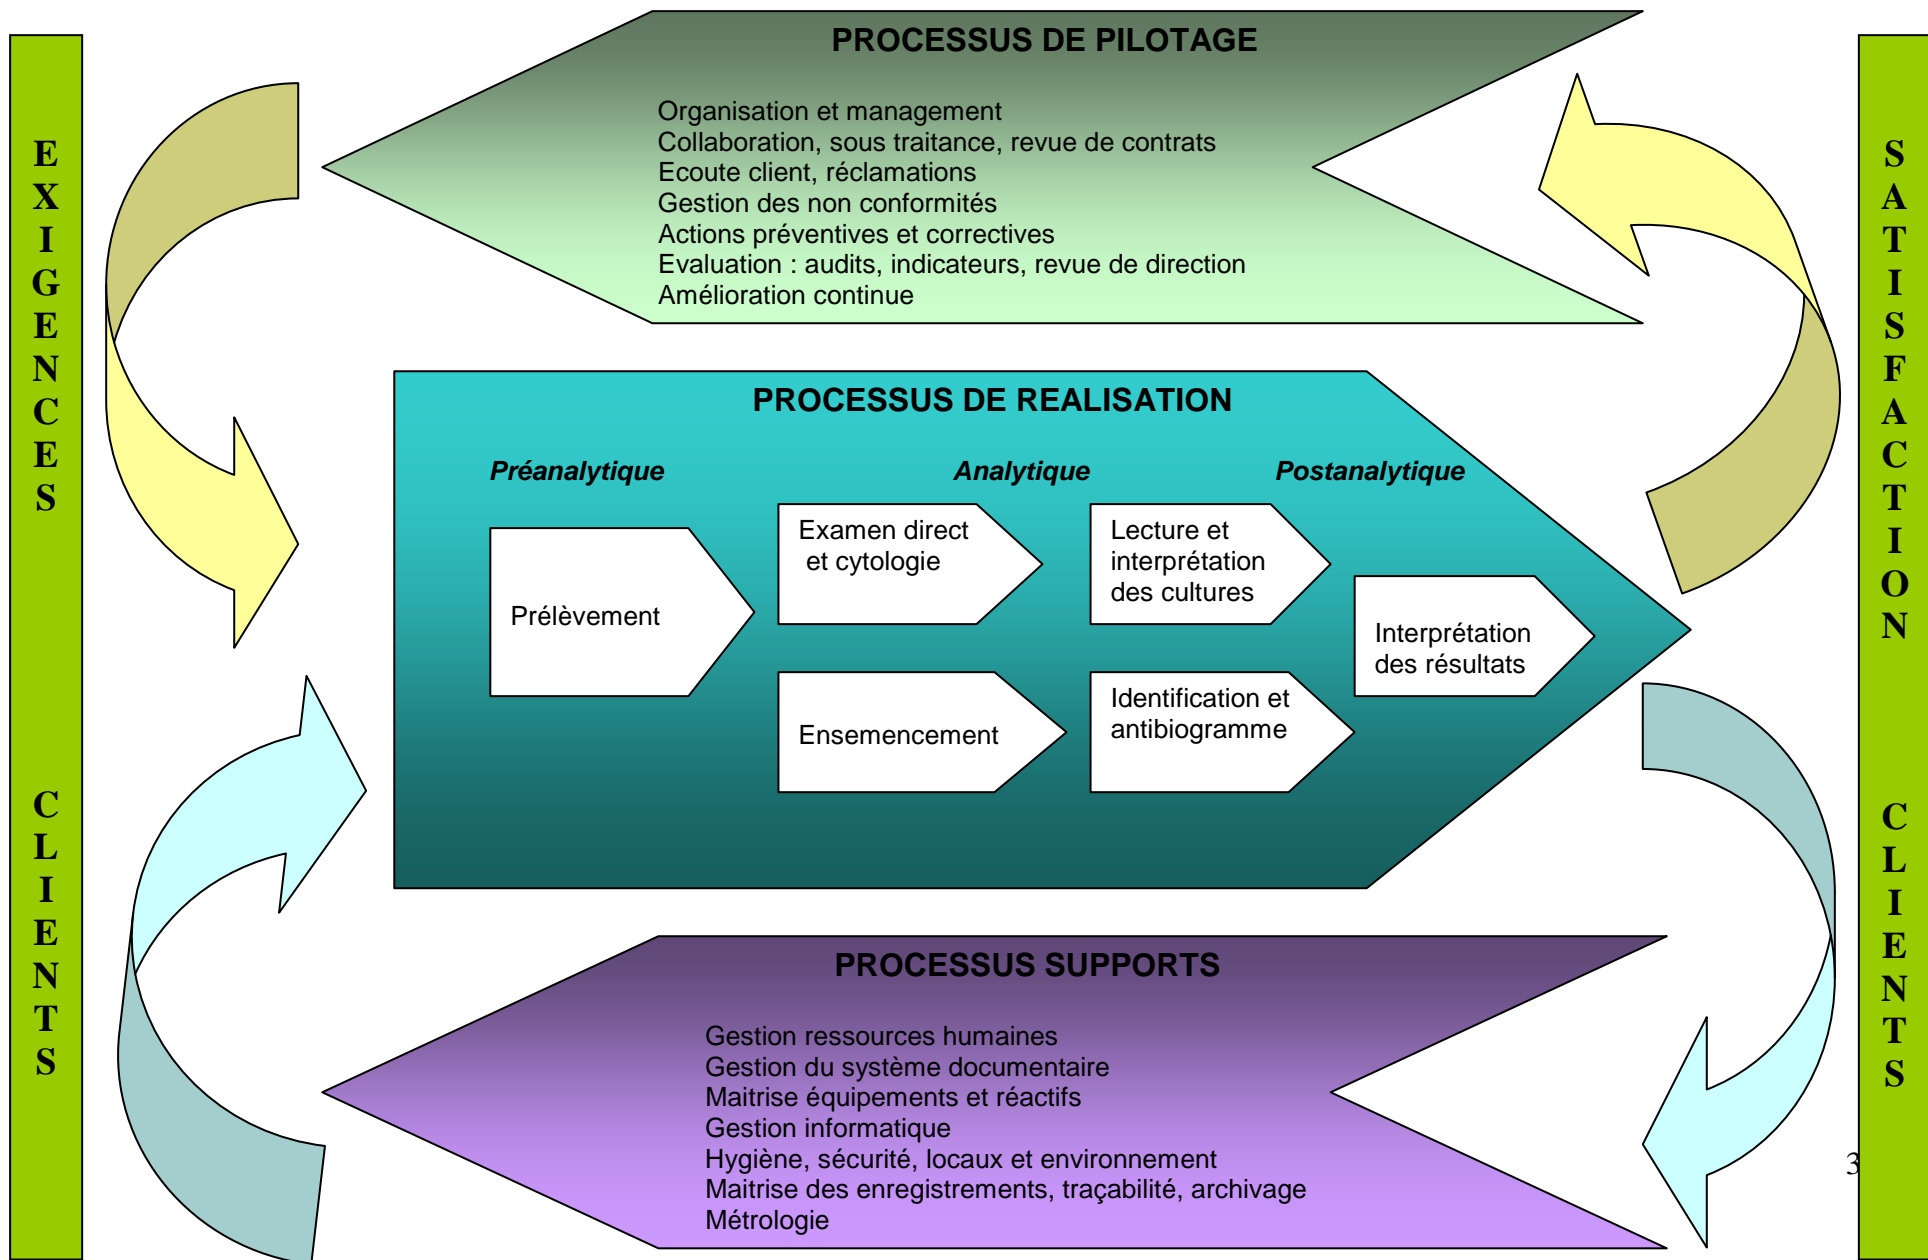 EXIGENCES
CLIENTS
PROCESSUS DE PILOTAGE
Organisation et management
Collaboration, sous traitance, revue de contrats
Ecoute client, réclamations
Gestion des non conformités
Actions préventives et correctives
Evaluation : audits, indicateurs, revue de direction
Amélioration continue
PROCESSUS DE REALISATION
Préanalytique
Analytique
Postanalytique
Prélèvement
Examen direct
et cytologie
Ensemencement
Lecture et
interprétation
des cultures
Identification et
antibiogramme
Interprétation
des résultats
PROCESSUS SUPPORTS
Gestion ressources humaines
Gestion du système documentaire
Maitrise équipements et réactifs
Gestion informatique
Hygiène, sécurité, locaux et environnement
Maitrise des enregistrements, traçabilité, archivage
Métrologie
SATISFACTION
CLIENTS
3